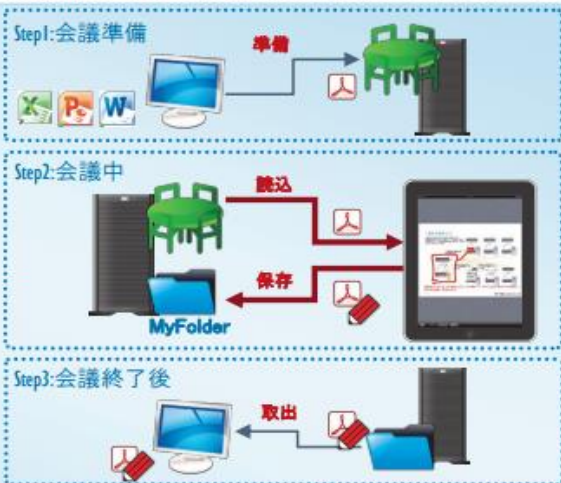 Step1:会議準備
準備
Step2:会議中
読込
保存
MyFolder
Step3:会議終了後
取出